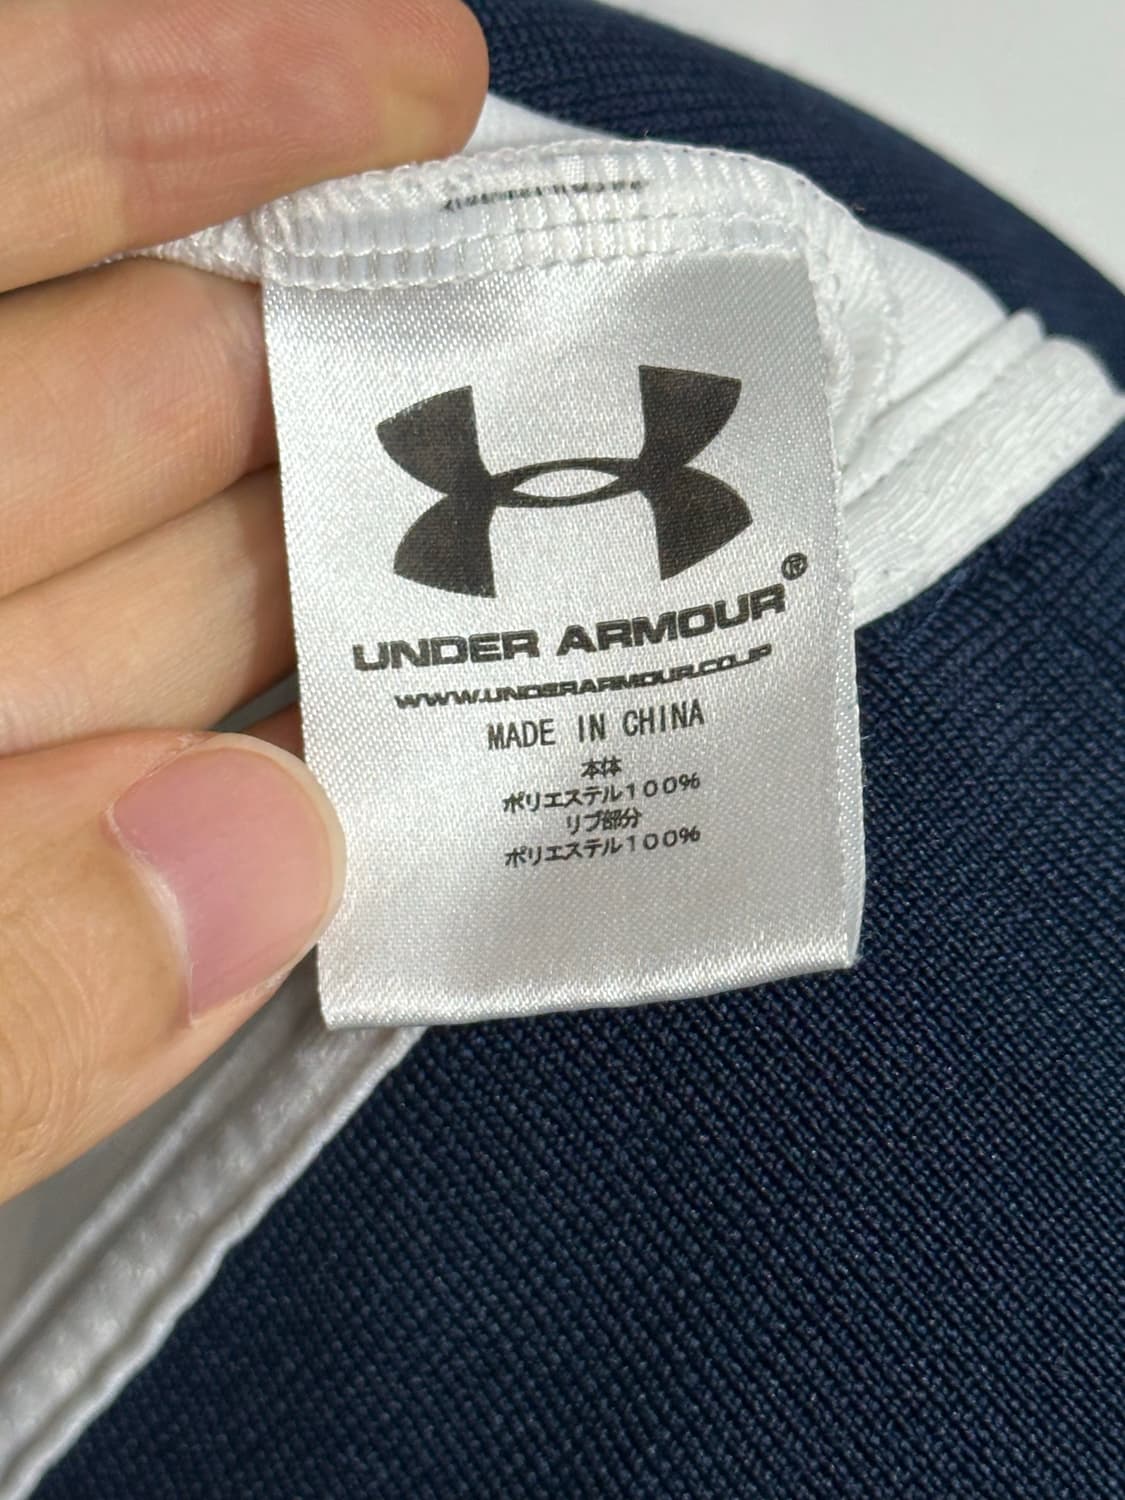 UNDER ARMOUR®
WWW.UNDERARMOUR.CO.JP
MADE IN CHINA
本体
ポリエステル100%
リブ部分
ポリエステル100%